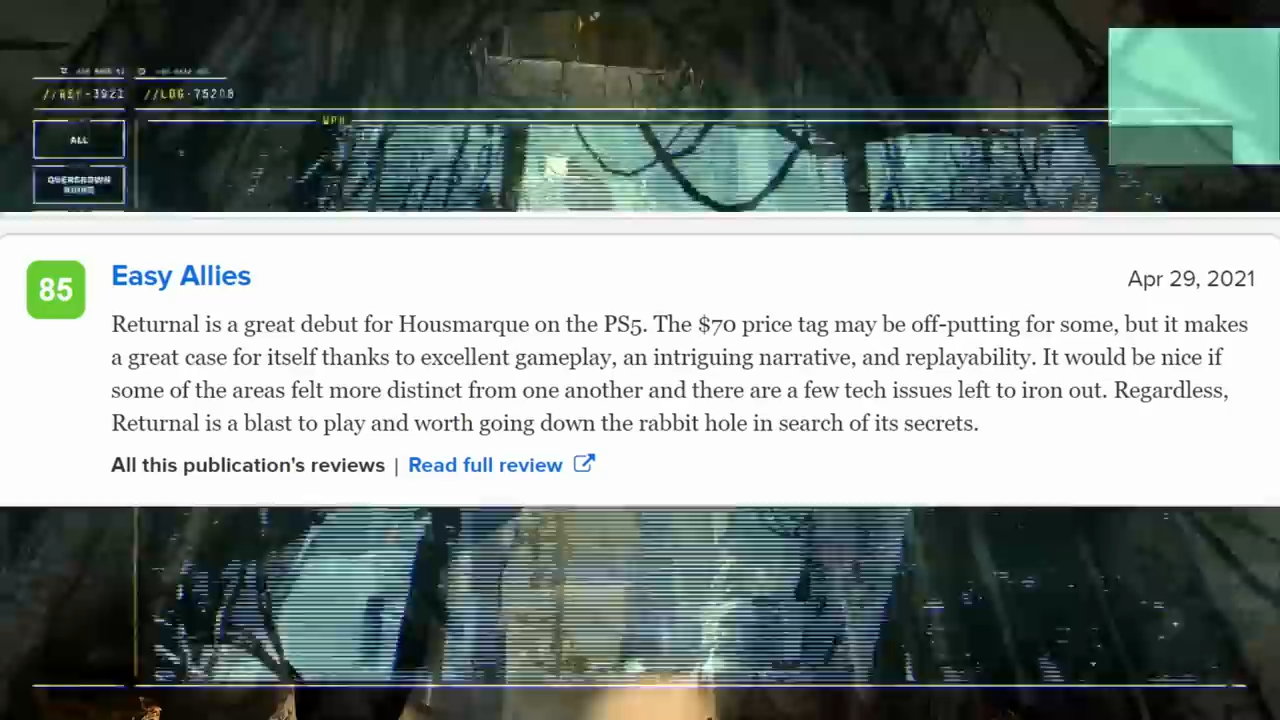 //RSY-3921 //LOG-75208
WPN
ALL
85
Easy Allies
Apr 29, 2021
Returnal is a great debut for Housmarque on the PS5. The $70 price tag may be off-putting for some, but it makes
a great case for itself thanks to excellent gameplay, an intriguing narrative, and replayability. It would be nice if
some of the areas felt more distinct from one another and there are a few tech issues left to iron out. Regardless,
Returnal is a blast to play and worth going down the rabbit hole in search of its secrets.
All this publication's reviews | Read full review